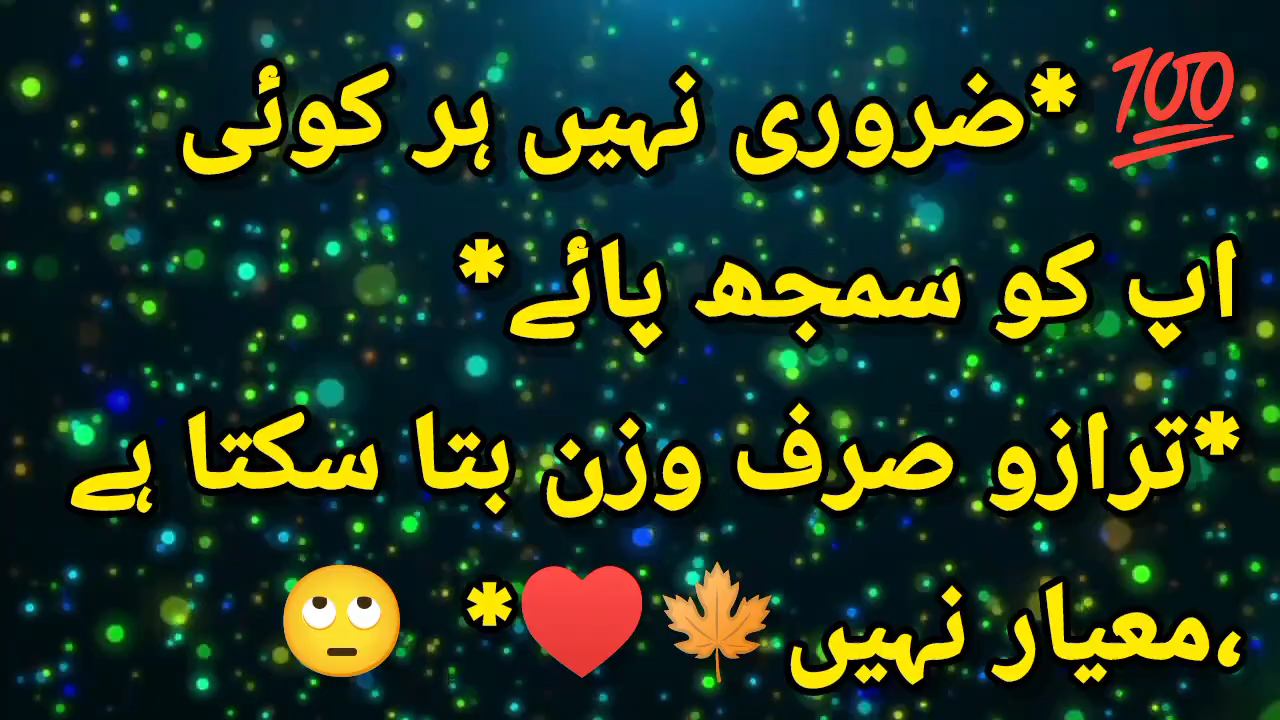 💯 *ضروری نہیں ہر کوئی
اپ کو سمجھ پائے*
*ترازو صرف وزن بتا سکتا ہے
،معیار نہیں🍁♥️* 🙄